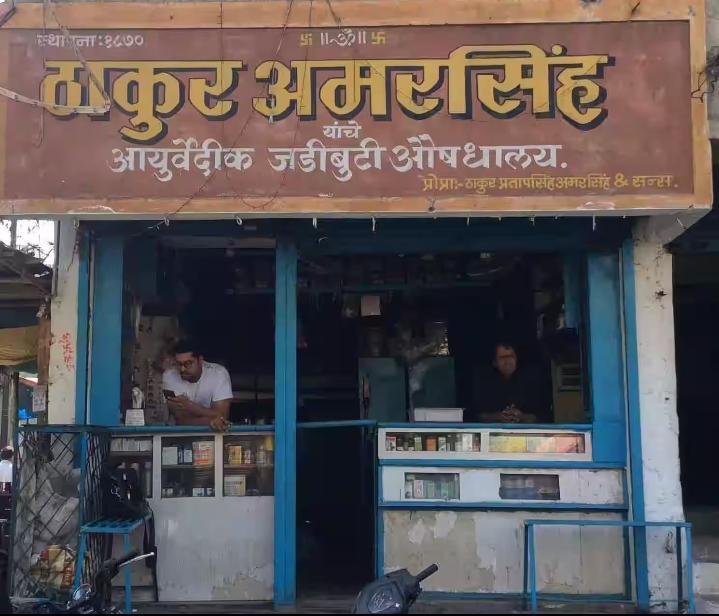 स्थापना:१८७०
卐 ॥ॐ॥ 卐
ठाकुर अमरसिंह
यांचे
आयुर्वेदीक जडीबुटी औषधालय.
प्रोप्रा:- ठाकुर प्रतापसिंह अमरसिंह & सन्स.